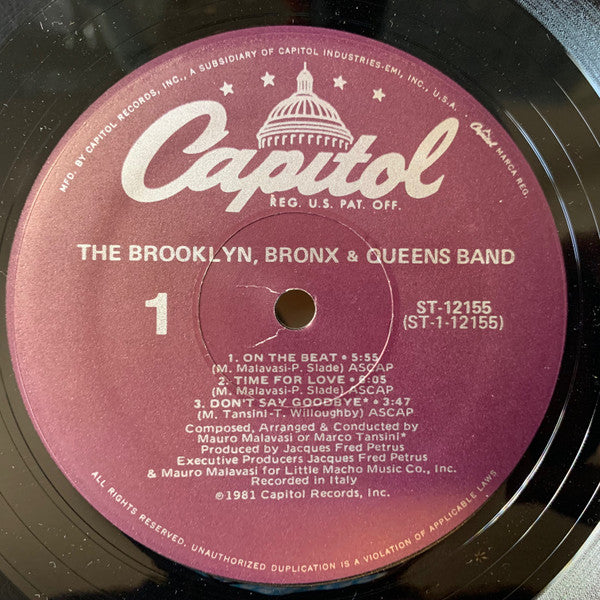 MFD. BY CAPITOL RECORDS, INC., A SUBSIDIARY OF CAPITOL INDUSTRIES-EMI, INC., U.S.A. • Capitol MARCA REG.
Capitol
REG. U.S. PAT. OFF.
THE BROOKLYN, BRONX & QUEENS BAND
1
ST-12155
(ST-1-12155)
1. ON THE BEAT • 5:55
(M. Malavasi-P. Slade) ASCAP
2. TIME FOR LOVE • 6:05
(M. Malavasi-P. Slade) ASCAP
3. DON'T SAY GOODBYE* • 3:47
(M. Tansini-T. Willoughby) ASCAP
Composed, Arranged & Conducted by
Mauro Malavasi or Marco Tansini*
Produced by Jacques Fred Petrus
Executive Producers Jacques Fred Petrus
& Mauro Malavasi for Little Macho Music Co., Inc.
Recorded in Italy
©1981 Capitol Records, Inc.
ALL RIGHTS RESERVED. UNAUTHORIZED DUPLICATION IS A VIOLATION OF APPLICABLE LAWS